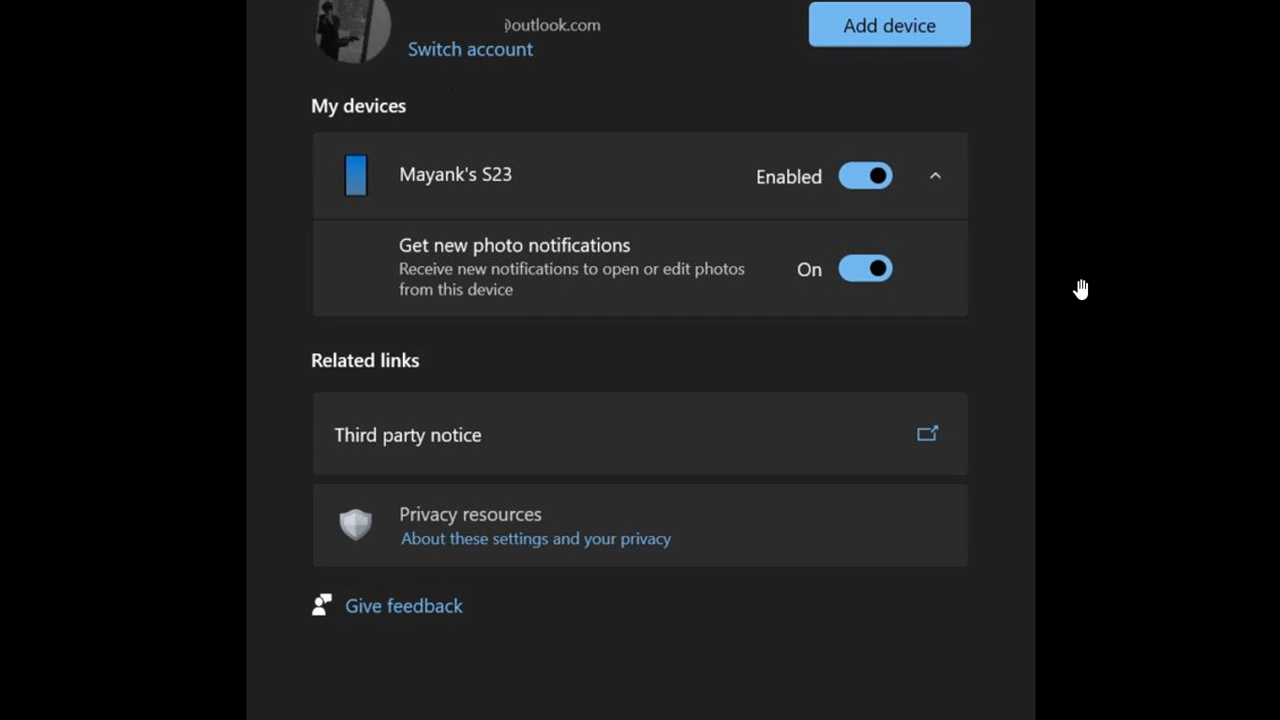 @outlook.com
Add device
Switch account
My devices
Mayank's S23
Enabled
Get new photo notifications
Receive new notifications to open or edit photos
from this device
On
Related links
Third party notice
Privacy resources
About these settings and your privacy
Give feedback